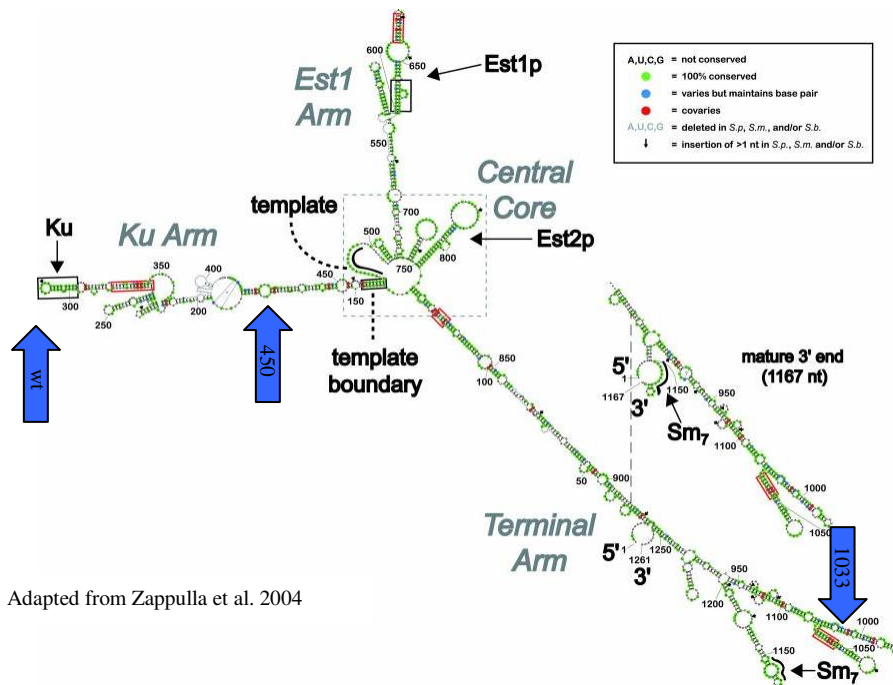 Est1
Arm
Est1p
600
650
550
A,U,C,G = not conserved
= 100% conserved
= varies but maintains base pair
= covaries
A,U,C,G = deleted in S.p, S.m., and/or S.b.
= insertion of >1 nt in S.p., S.m. and/or S.b.
Central
Core
template
700
500
800
750
Est2p
Ku
Ku Arm
350
400
450
150
300
250
200
wt
450
template
boundary
850
100
mature 3' end
(1167 nt)
5'
1
1167
3'
1150
950
Sm7
1100
1000
1050
50
900
Terminal
Arm
5'
1
1261
3'
1250
950
1200
1100
1033
1000
1050
1150
Sm7
Adapted from Zappulla et al. 2004